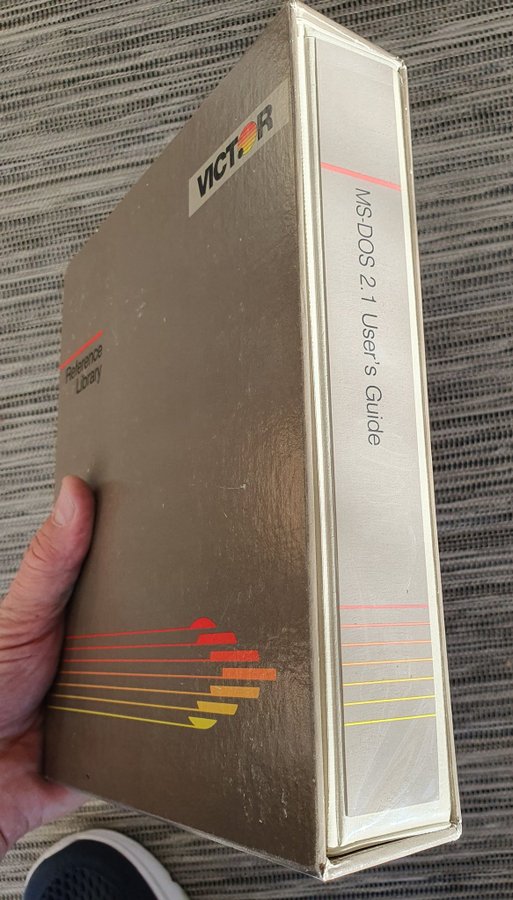 VICTOR
Reference
Library
MS-DOS 2.1 User's Guide